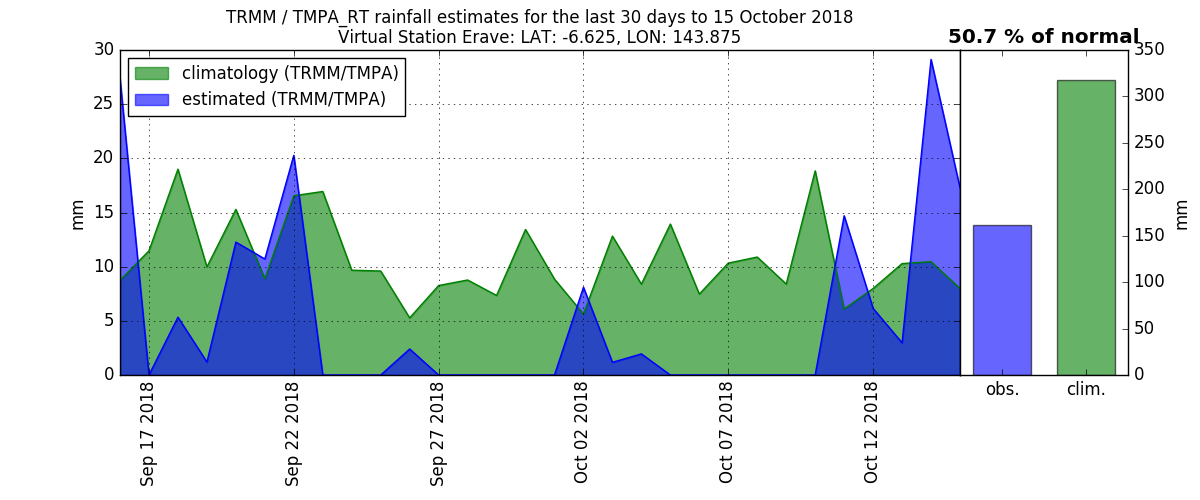 TRMM / TMPA_RT rainfall estimates for the last 30 days to 15 October 2018
Virtual Station Erave: LAT: -6.625, LON: 143.875
50.7 % of normal
climatology (TRMM/TMPA)
estimated (TRMM/TMPA)
30
25
20
15
10
5
0
mm
Sep 17 2018
Sep 22 2018
Sep 27 2018
Oct 02 2018
Oct 07 2018
Oct 12 2018
obs.
clim.
350
300
250
200
150
100
50
0
mm